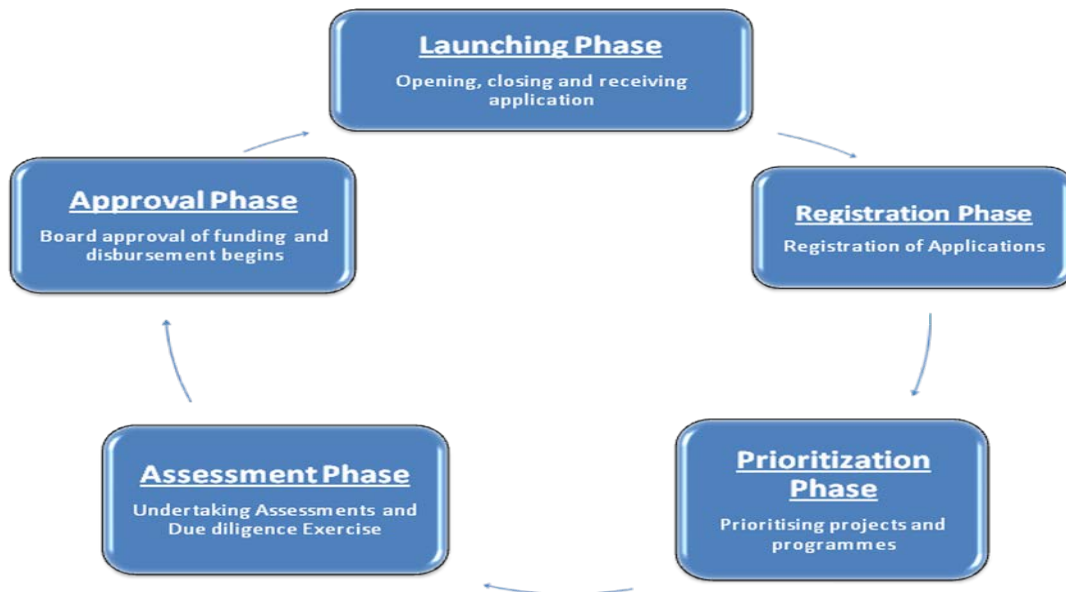 Launching Phase
Opening, closing and receiving
application
Registration Phase
Registration of Applications
Prioritization
Phase
Prioritising projects and
programmes
Assessment Phase
Undertaking Assessments and
Due diligence Exercise
Approval Phase
Board approval of funding and
disbursement begins